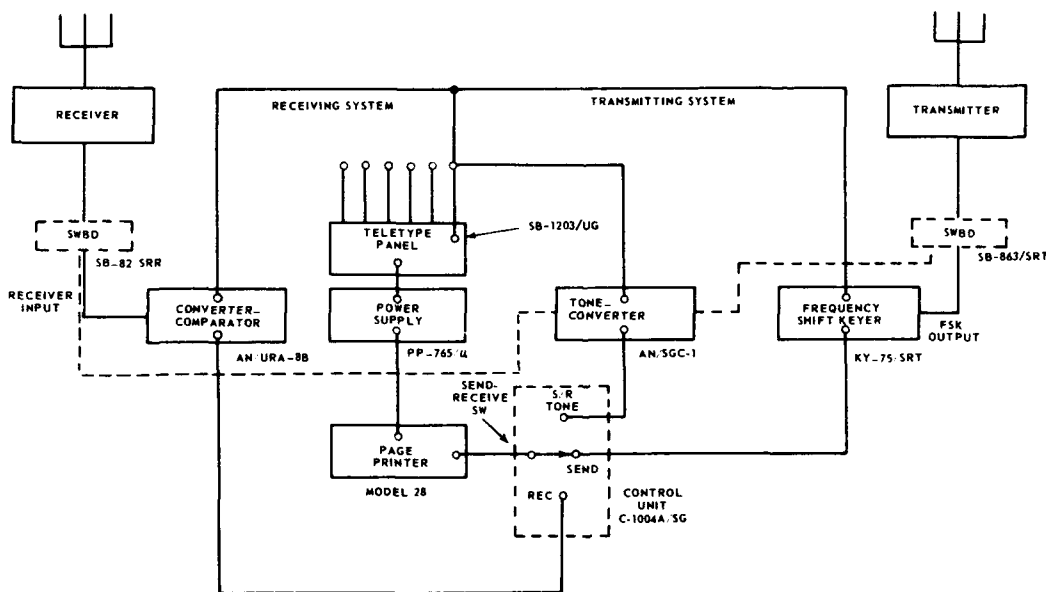 RECEIVER
RECEIVING SYSTEM
TRANSMITTING SYSTEM
TRANSMITTER
SWBD
SB-82 SRR
RECEIVER
INPUT
TELETYPE
PANEL
SB-1203/UG
SWBD
SB-863/SRT
CONVERTER-
COMPARATOR
AN/URA-8B
POWER
SUPPLY
PP-765/u
TONE-
CONVERTER
AN/SGC-1
FREQUENCY
SHIFT KEYER
KY-75/SRT
FSK
OUTPUT
SEND-
RECEIVE
SW
S/R
TONE
PAGE
PRINTER
MODEL 28
SEND
REC
CONTROL
UNIT
C-1004A/SG